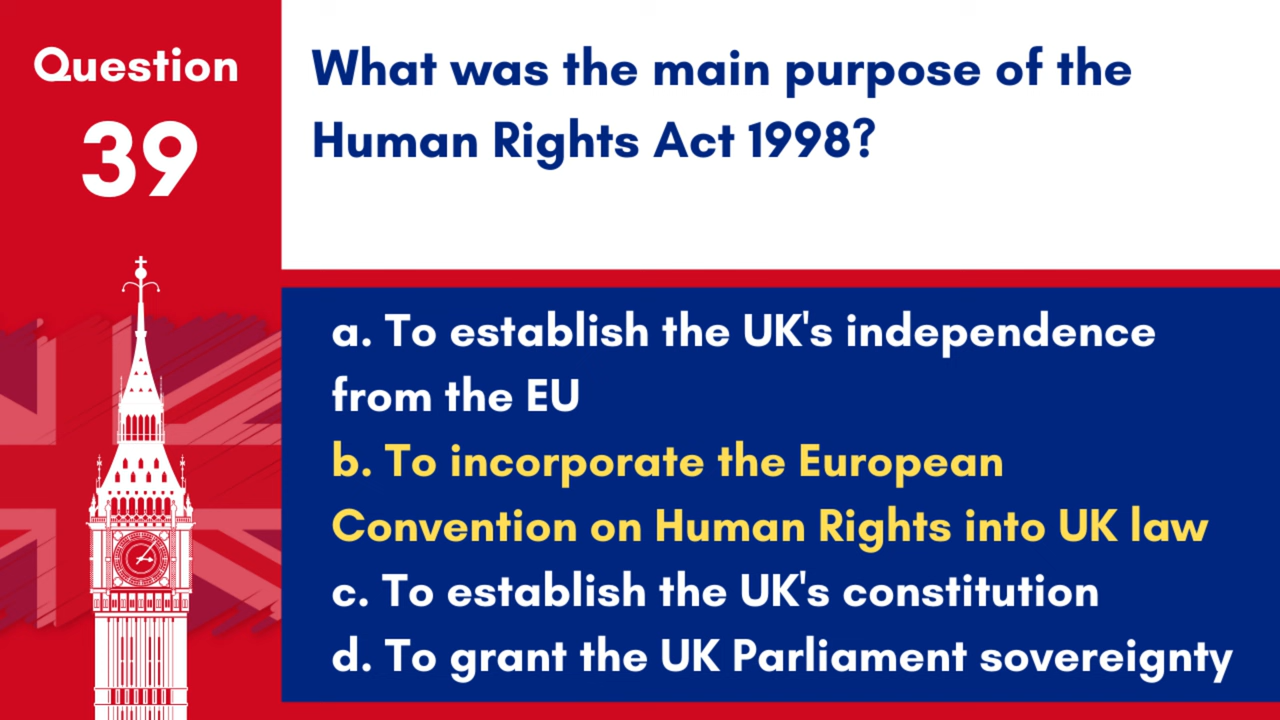 Question
39
What was the main purpose of the
Human Rights Act 1998?
a. To establish the UK's independence
from the EU
b. To incorporate the European
Convention on Human Rights into UK law
c. To establish the UK's constitution
d. To grant the UK Parliament sovereignty